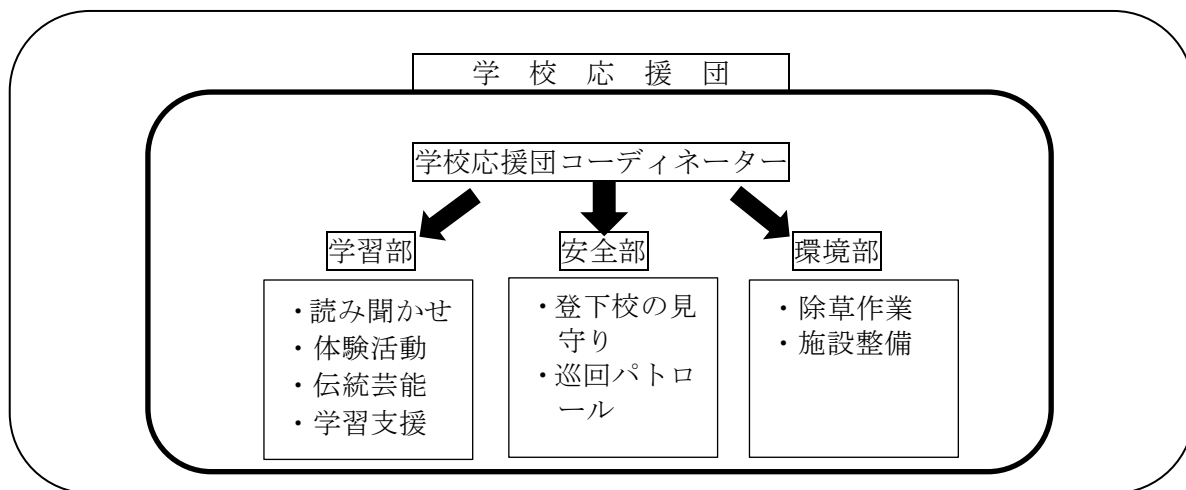 学校応援団
学校応援団コーディネーター
学習部
安全部
環境部
・読み聞かせ
・体験活動
・伝統芸能
・学習支援
・登下校の見
守り
・巡回パトロ
ール
・除草作業
・施設整備